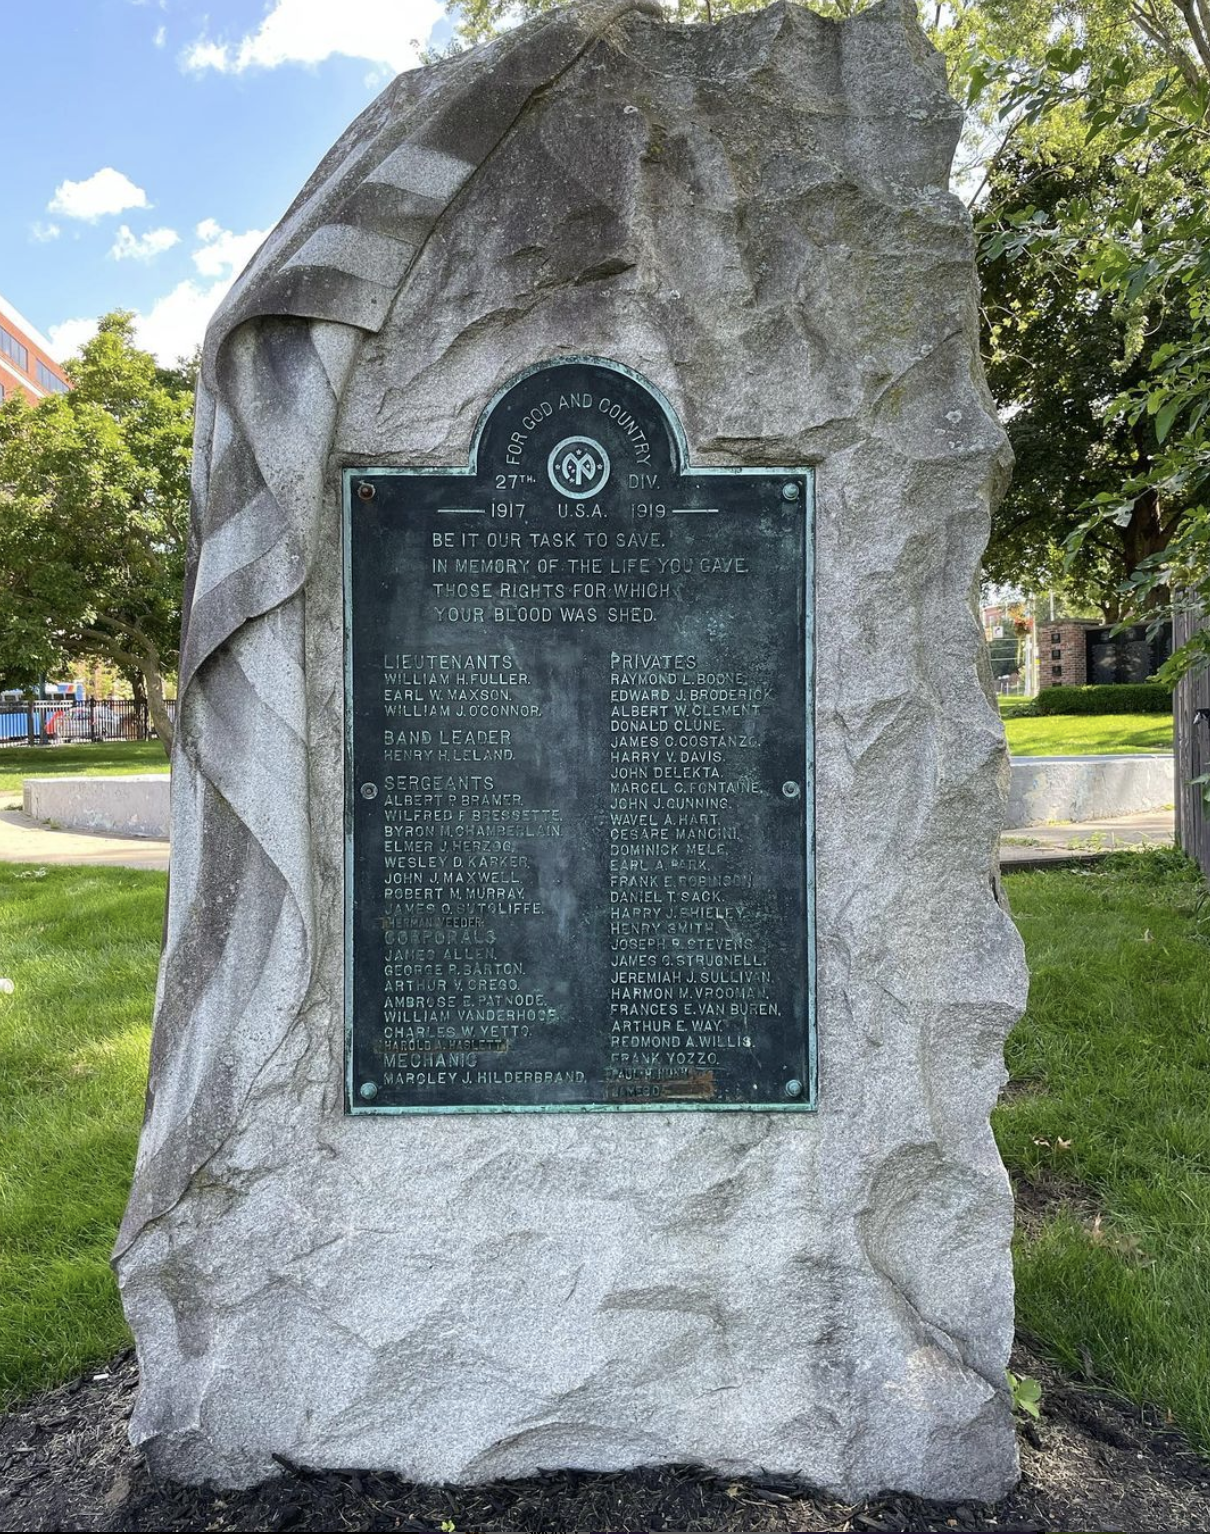 FOR GOD AND COUNTRY
27TH. DIV.
NY
1917 U.S.A. 1919
BE IT OUR TASK TO SAVE.
IN MEMORY OF THE LIFE YOU GAVE.
THOSE RIGHTS FOR WHICH
YOUR BLOOD WAS SHED.
LIEUTENANTS
WILLIAM H. FULLER.
EARL W. MAXSON.
WILLIAM J. O'CONNOR.
BAND LEADER
HENRY H. LELAND.
SERGEANTS
ALBERT P. BRAMER.
WILFRED F. BRESSETTE.
BYRON M. CHAMBERLAIN.
ELMER J. HERZOG.
WESLEY D. KARKER.
JOHN J. MAXWELL.
ROBERT M. MURRAY.
JAMES O. SUTCLIFFE.
HERMAN VEEDER
CORPORALS
JAMES ALLEN.
GEORGE P. BARTON.
ARTHUR V. GREGG.
AMBROSE E. PATNODE.
WILLIAM VANDERHOOF.
CHARLES W. YETTO.
HAROLD A. HASLETT.
MECHANIC
MARCLEY J. HILDERBRAND.
PRIVATES
RAYMOND L. BOONE.
EDWARD J. BRODERIC
ALBERT W. CLEMENT
DONALD CLUNE.
JAMES C. COSTANZO.
HARRY V. DAVIS.
JOHN DELEKTA.
MARCEL C. FONTAINE.
JOHN J. GUNNING.
WAVEL A. HART.
CESARE MANCINI.
DOMINICK MELE.
EARL A. PARK.
FRANK E. ROBINSON
DANIEL T. SACK.
HARRY J. SHIELEY.
HENRY SMITH.
JOSEPH R. STEVENS
JAMES C. STRUGNELL.
JEREMIAH J. SULLIVAN.
HARMON M. VROOMAN.
FRANCES E. VAN BUREN.
ARTHUR E. WAY
REDMOND A. WILLIS.
FRANK YOZZO.